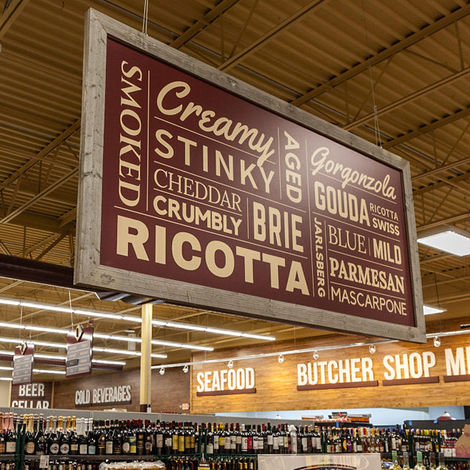 SMOKED
Creamy
STINKY
CHEDDAR
CRUMBLY
RICOTTA
AGED
BRIE
Gorgonzola
GOUDA
RICOTTA
SWISS
JARLSBERG
BLUE
MILD
PARMESAN
MASCARPONE
BEER
CELLAR
COLD BEVERAGES
SEAFOOD
BUTCHER SHOP